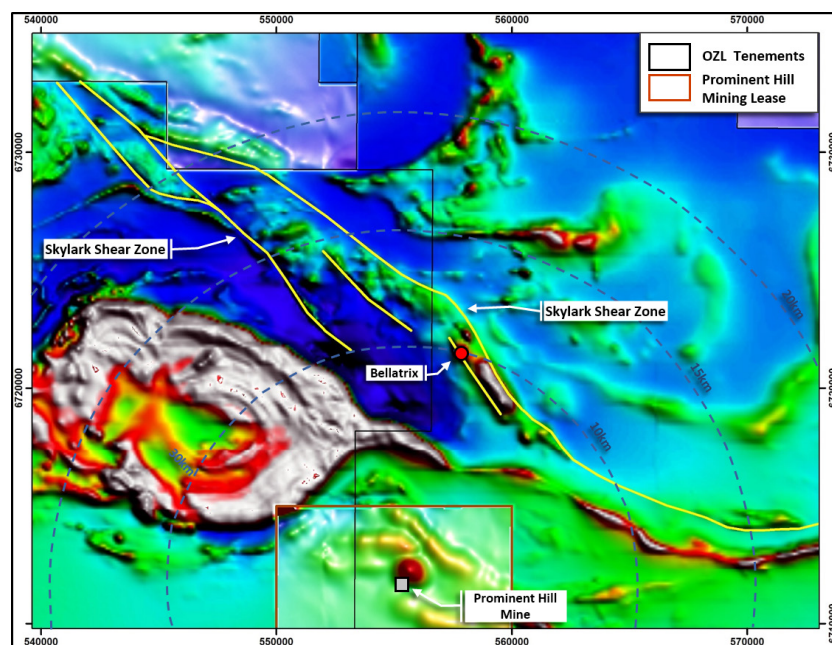 540000
550000
560000
570000
OZL Tenements
Prominent Hill
Mining Lease
6730000
6730000
Skylark Shear Zone
Skylark Shear Zone
20km
15km
Bellatrix
6720000
10km
Prominent Hill
Mine
540000
550000
560000
570000